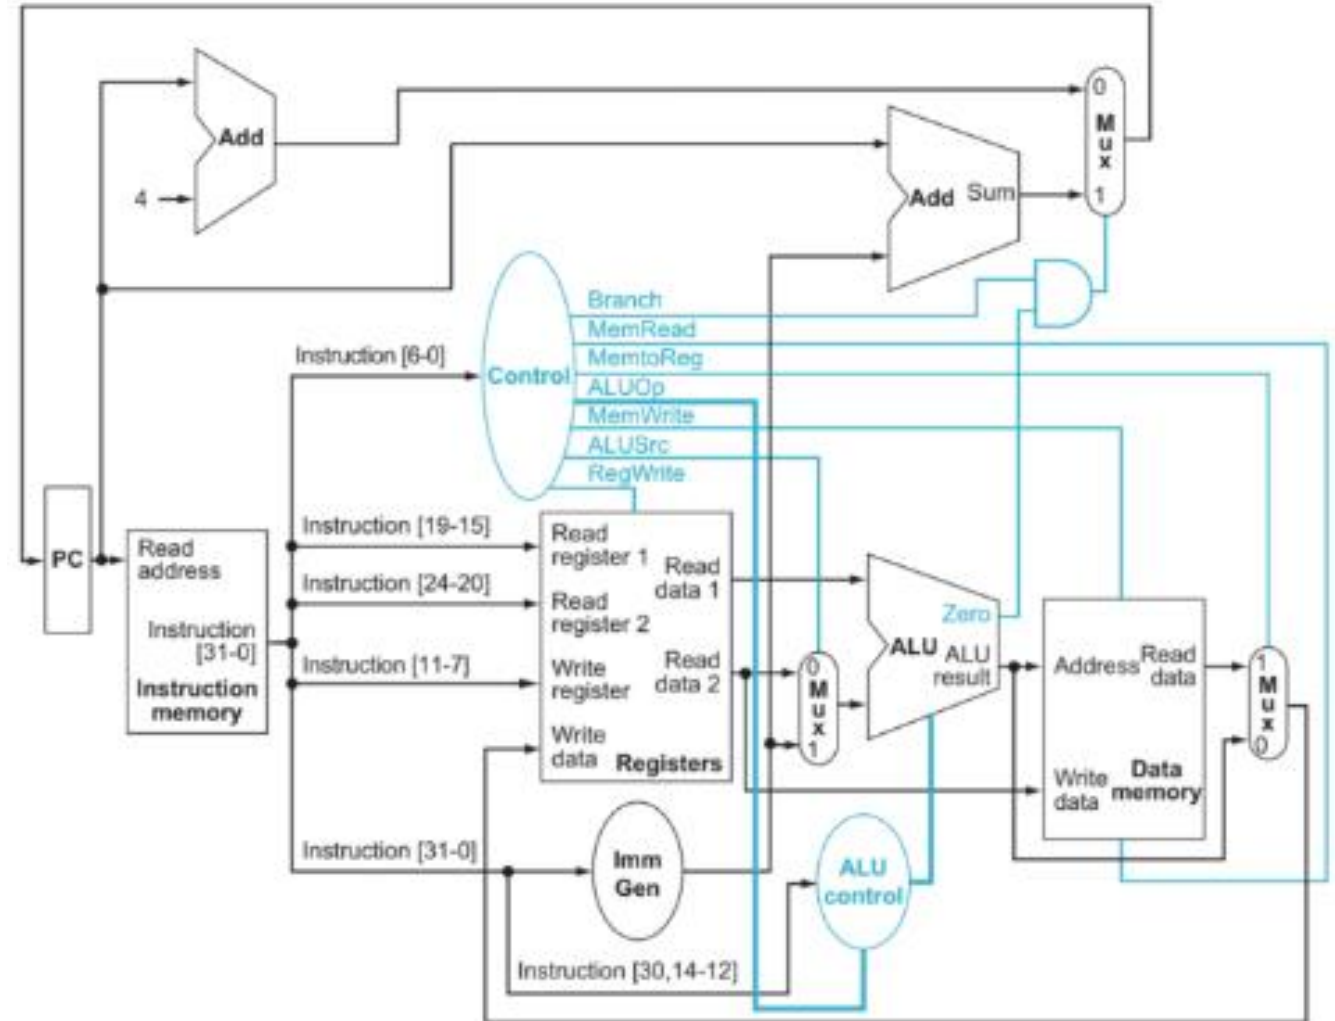 0
M
u
x
1
Add
4
Add Sum
Branch
MemRead
MemtoReg
ALUOp
MemWrite
ALUSrc
RegWrite
Control
Instruction [6-0]
PC
Read
address
Instruction
[31-0]
Instruction
memory
Instruction [19-15]
Instruction [24-20]
Instruction [11-7]
Instruction [31-0]
Read
register 1
Read
register 2
Write
register
Write
data
Registers
Read
data 1
Read
data 2
0
M
u
x
1
Zero
ALU
ALU
result
Address
Read
data
Write
data
Data
memory
1
M
u
x
0
Imm
Gen
ALU
control
Instruction [30,14-12]